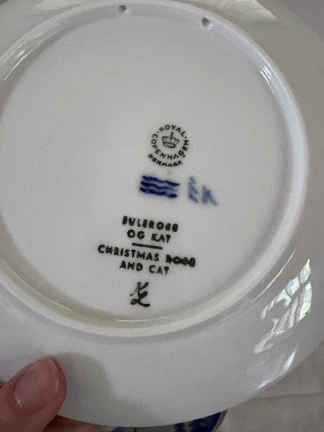 ROYAL COPENHAGEN
DENMARK
JULEROSE
OG KAT
CHRISTMAS ROSE
AND CAT